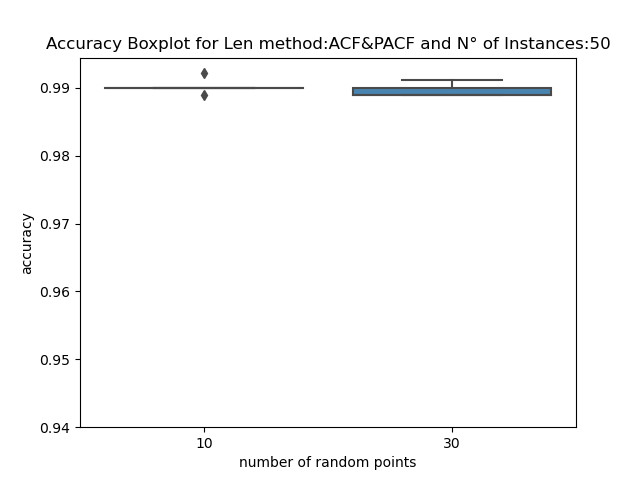 Accuracy Boxplot for Len method:ACF&PACF and N° of Instances:50
0.99
0.98
0.97
0.96
0.95
0.94
accuracy
10 30
number of random points